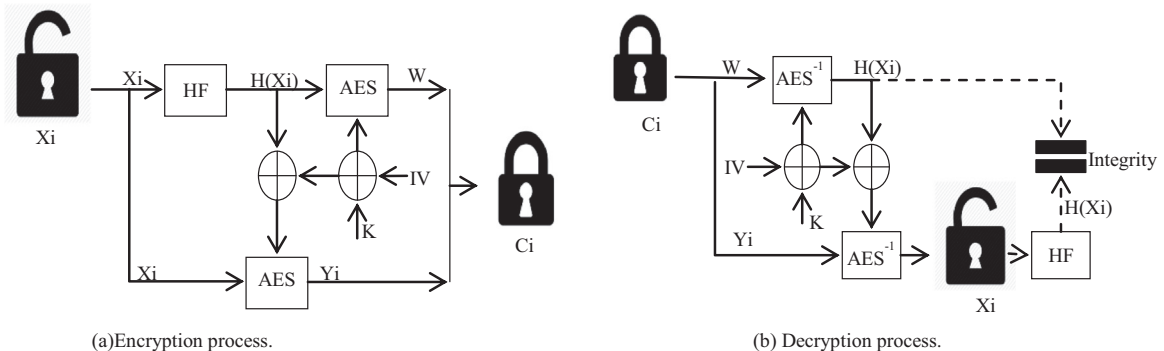 Xi
Xi
HF
H(Xi)
AES
W
IV
K
Xi
AES
Yi
Ci
(a)Encryption process.
Ci
W
AES-1
H(Xi)
IV
K
Integrity
H(Xi)
Yi
AES-1
HF
Xi
(b) Decryption process.